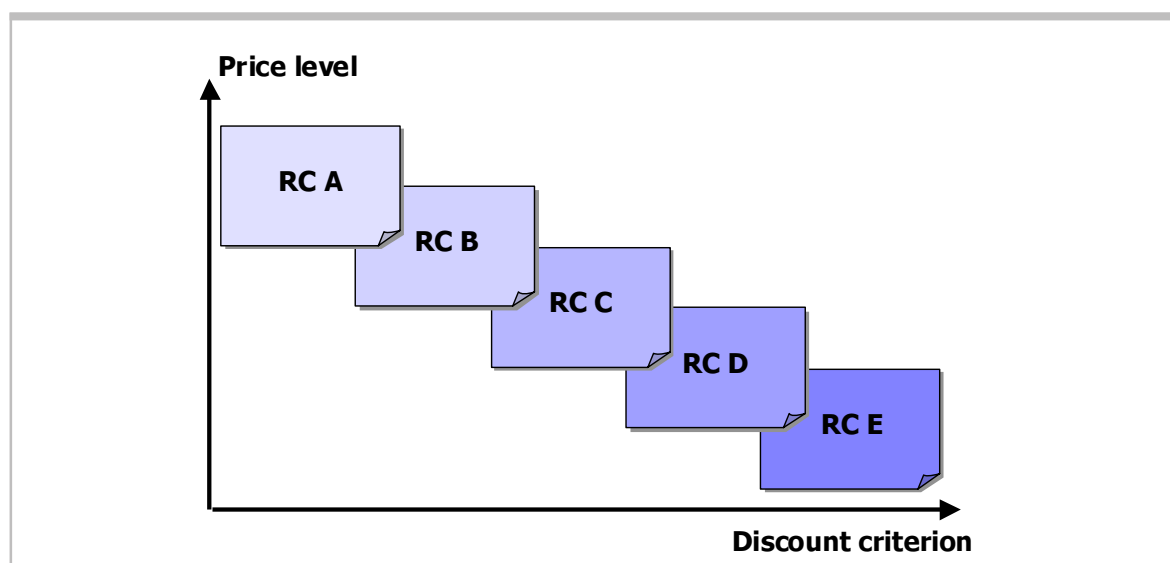 Price level
RC A
RC B
RC C
RC D
RC E
Discount criterion